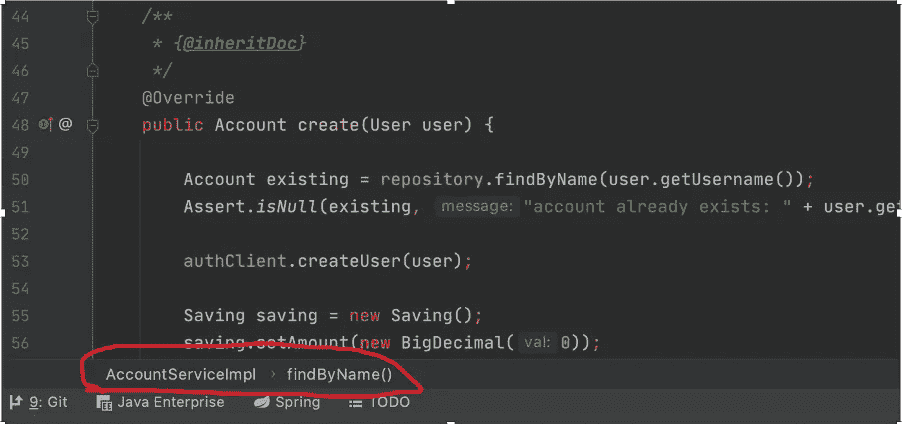 44 /**
45 * {@inheritDoc}
46 */
47 @Override
48 @ public Account create(User user) {
49
50 Account existing = repository.findByName(user.getUsername());
51 Assert.isNull(existing, message: "account already exists: " + user.get
52
53 authClient.createUser(user);
54
55 Saving saving = new Saving();
56 saving.setAmount(new BigDecimal( val: 0));
AccountServiceImpl › findByName()
9: Git Java Enterprise Spring TODO